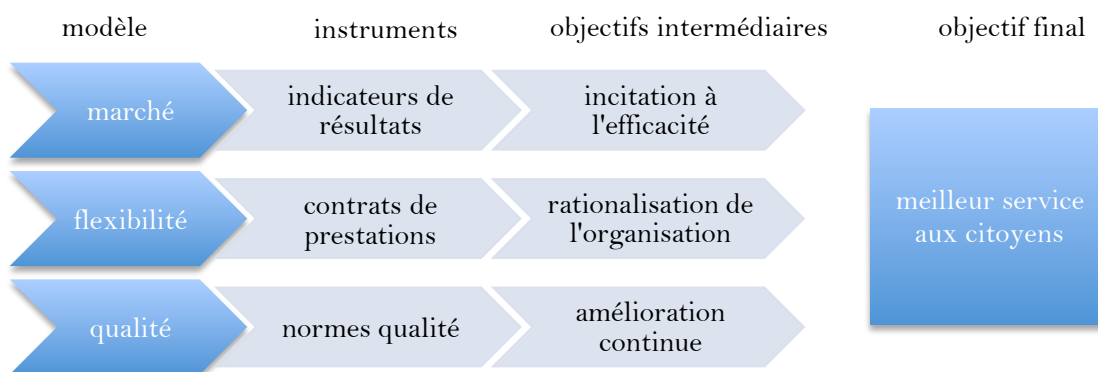 modèle
instruments
objectifs intermédiaires
objectif final
marché
indicateurs de
résultats
incitation à
l'efficacité
flexibilité
contrats de
prestations
rationalisation de
l'organisation
qualité
normes qualité
amélioration
continue
meilleur service
aux citoyens